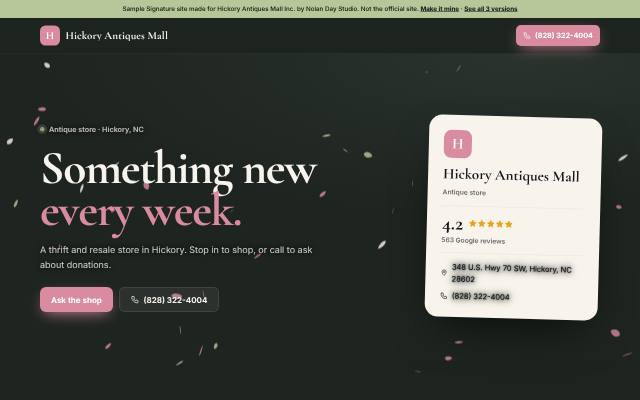 Sample Signature site made for Hickory Antiques Mall Inc. by Nolan Day Studio. Not the official site. Make it mine · See all 3 versions
H Hickory Antiques Mall
(828) 322-4004
Antique store · Hickory, NC
Something new
every week.
A thrift and resale store in Hickory. Stop in to shop, or call to ask
about donations.
Ask the shop
(828) 322-4004
H
Hickory Antiques Mall
Antique store
4.2
563 Google reviews
348 U.S. Hwy 70 SW, Hickory, NC
28602
(828) 322-4004